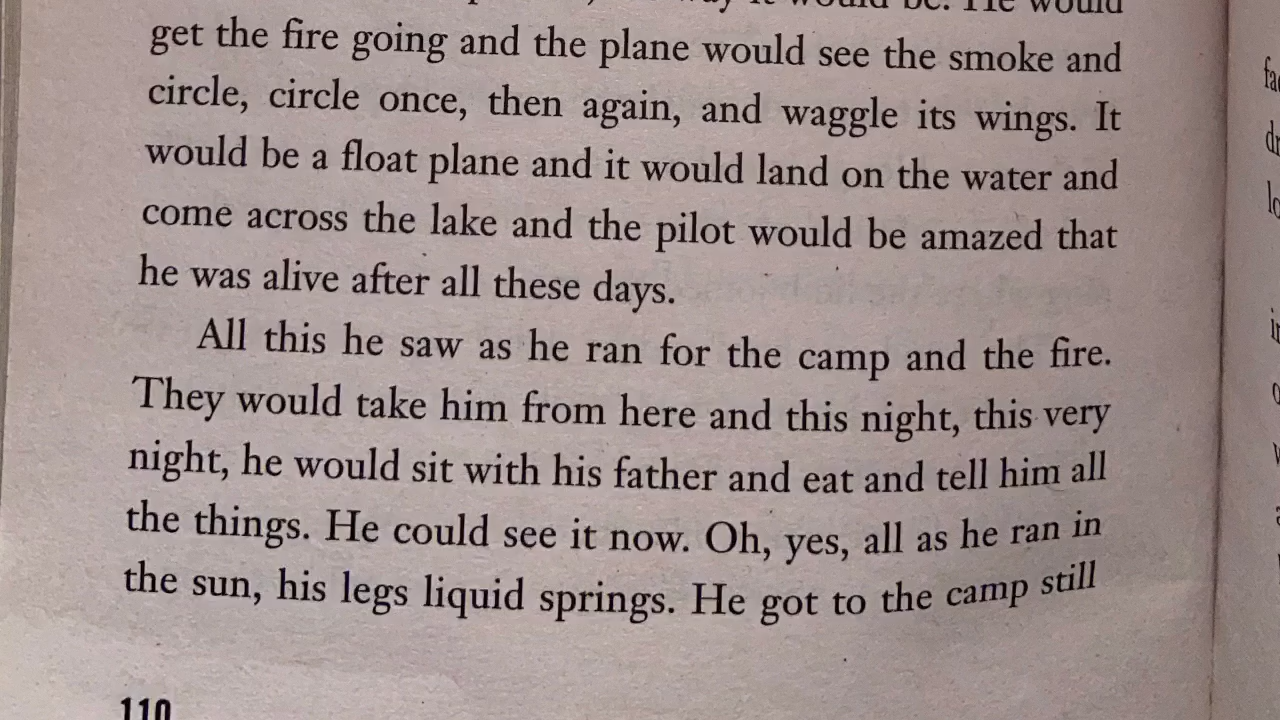 it would be. He would
get the fire going and the plane would see the smoke and
circle, circle once, then again, and waggle its wings. It
would be a float plane and it would land on the water and
come across the lake and the pilot would be amazed that
he was alive after all these days.
All this he saw as he ran for the camp and the fire.
They would take him from here and this night, this very
night, he would sit with his father and eat and tell him all
the things. He could see it now. Oh, yes, all as he ran in
the sun, his legs liquid springs. He got to the camp still
110